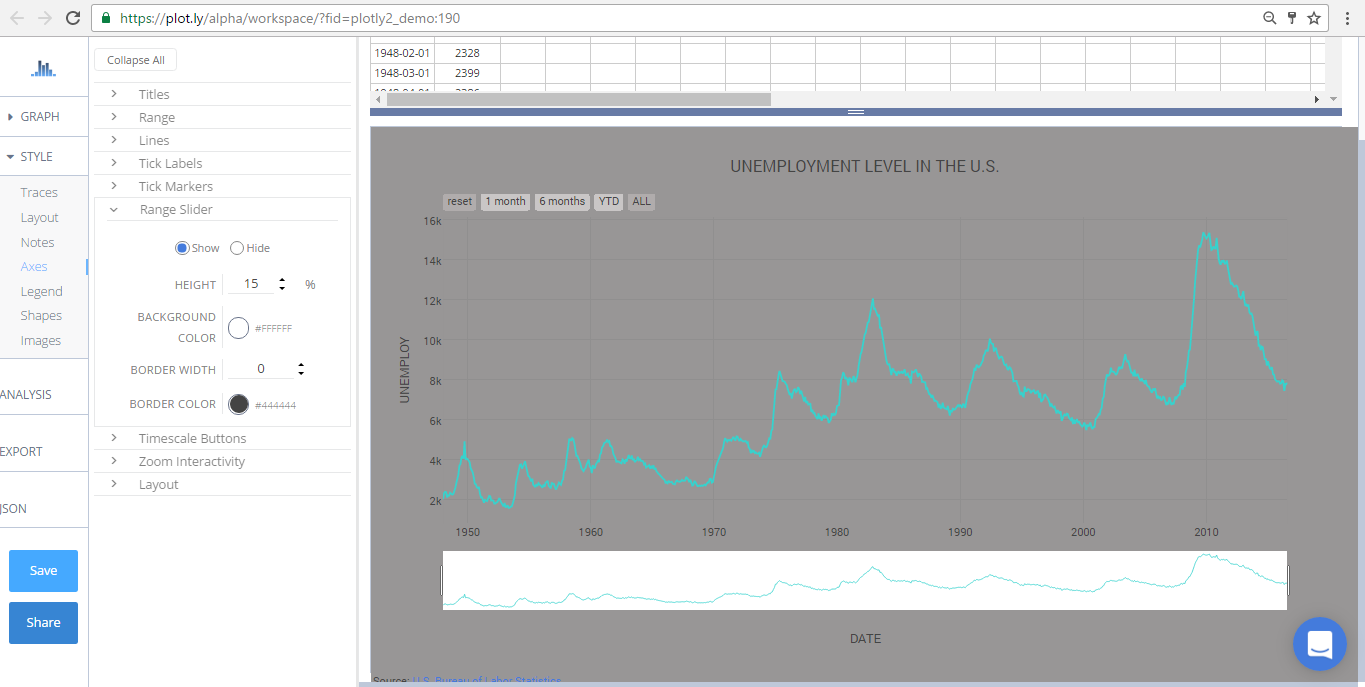 https://plot.ly/alpha/workspace/?fid=plotly2_demo:190
GRAPH
STYLE
Traces
Layout
Notes
Axes
Legend
Shapes
Images
ANALYSIS
EXPORT
JSON
Save
Share
Collapse All
Titles
Range
Lines
Tick Labels
Tick Markers
Range Slider
Show Hide
HEIGHT 15 %
BACKGROUND
COLOR #FFFFFF
BORDER WIDTH 0
BORDER COLOR #444444
Timescale Buttons
Zoom Interactivity
Layout
1948-02-01 2328
1948-03-01 2399
UNEMPLOYMENT LEVEL IN THE U.S.
reset 1 month 6 months YTD ALL
16k
14k
12k
10k
8k
6k
4k
2k
UNEMPLOY
1950 1960 1970 1980 1990 2000 2010
DATE
Source: U.S. Bureau of Labor Statistics